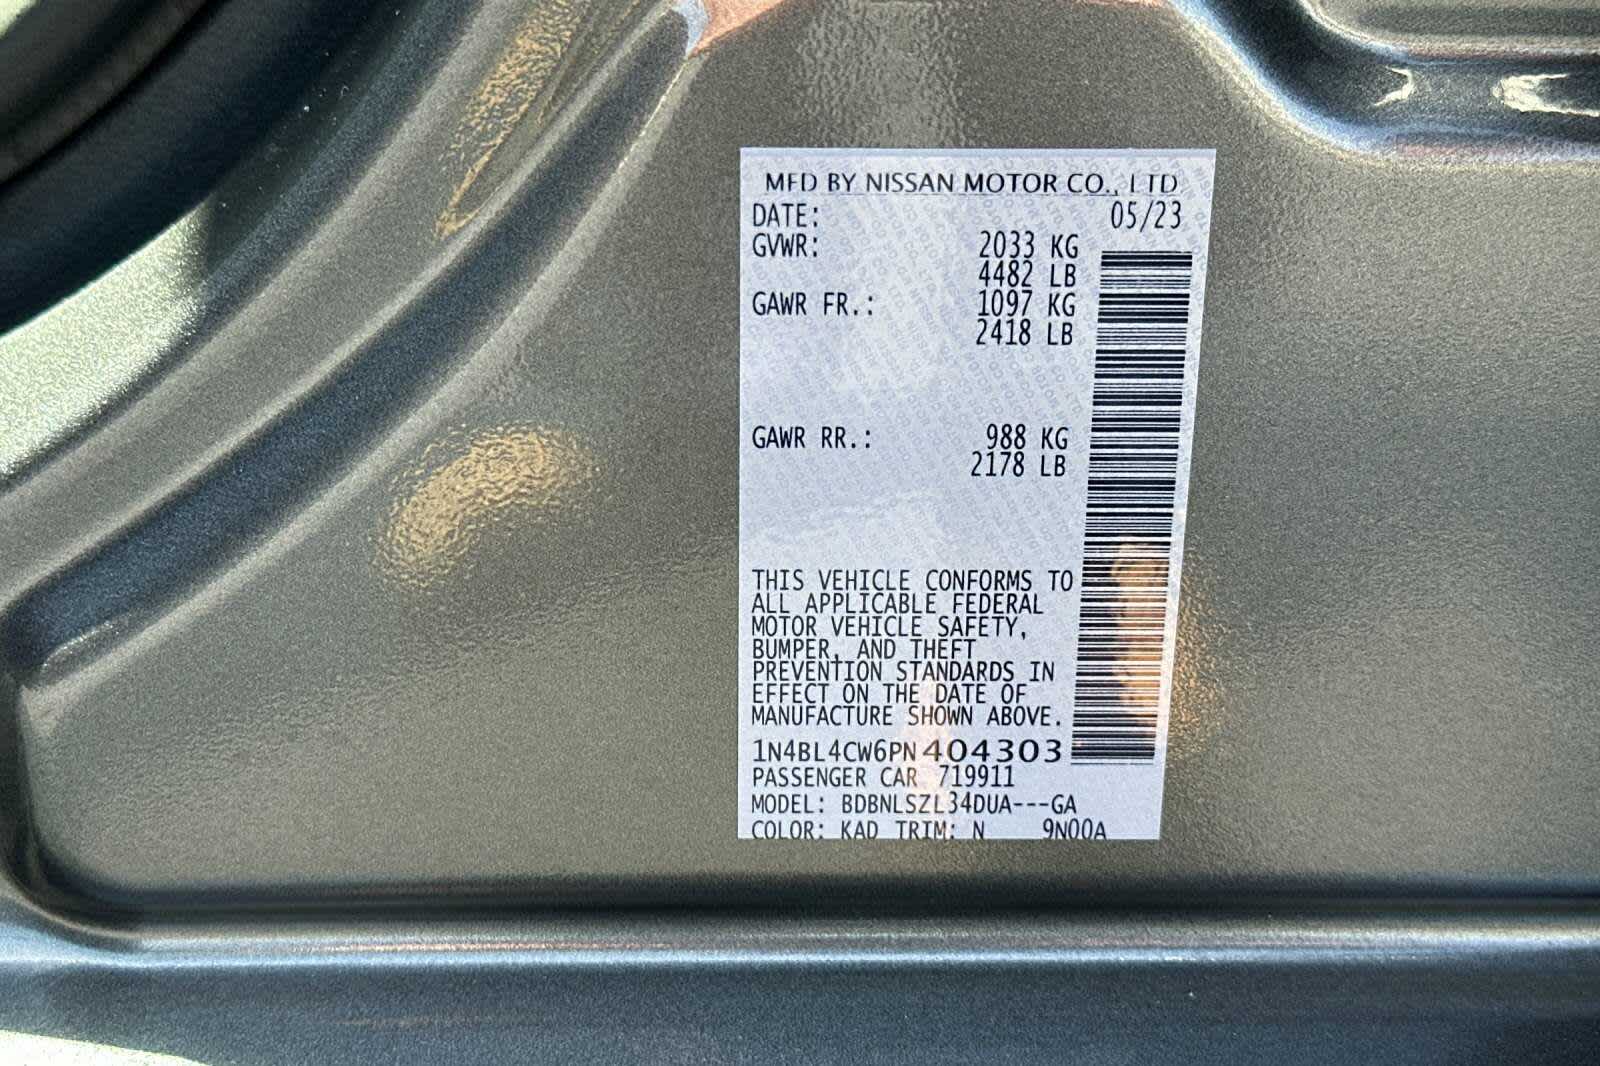 MFD BY NISSAN MOTOR CO., LTD
DATE: 05/23
GVWR: 2033 KG
4482 LB
GAWR FR.: 1097 KG
2418 LB
GAWR RR.: 988 KG
2178 LB
THIS VEHICLE CONFORMS TO
ALL APPLICABLE FEDERAL
MOTOR VEHICLE SAFETY,
BUMPER, AND THEFT
PREVENTION STANDARDS IN
EFFECT ON THE DATE OF
MANUFACTURE SHOWN ABOVE.
1N4BL4CW6PN404303
PASSENGER CAR 719911
MODEL: BDBNLSZL34DUA---GA
COLOR: KAD TRIM: N 9N00A